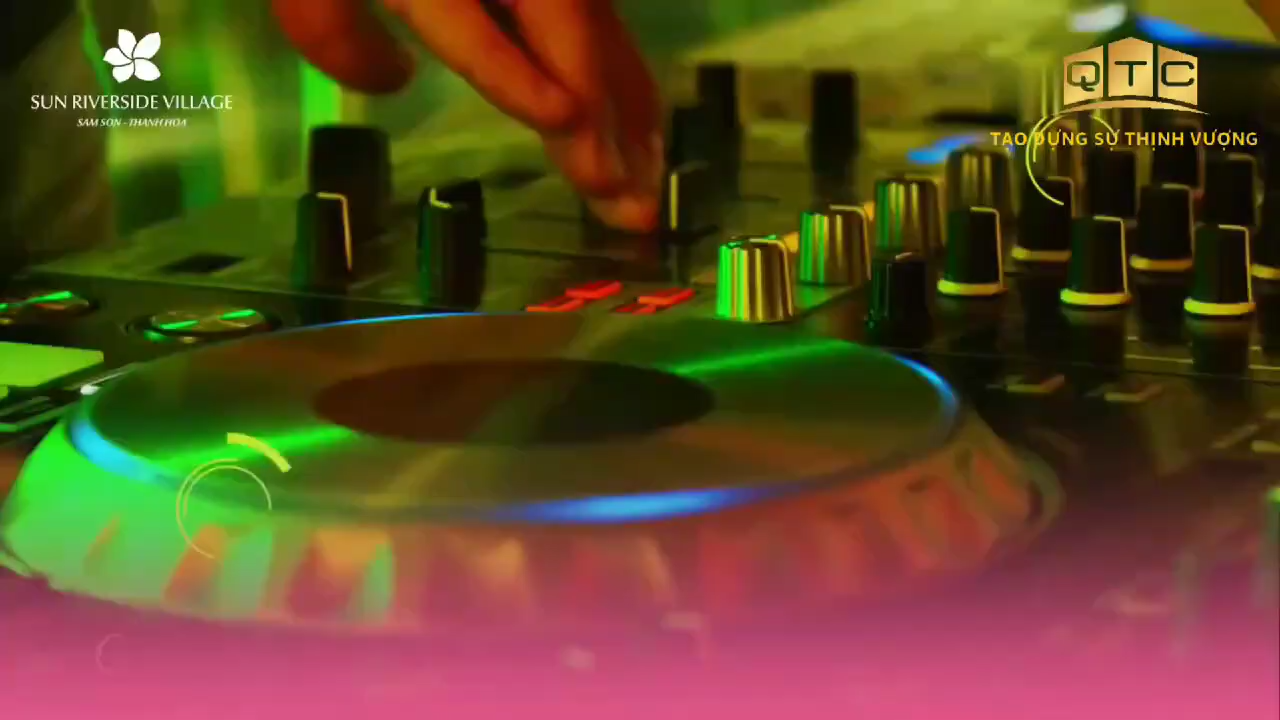 SUN RIVERSIDE VILLAGE
SAM SON - THANH HOA
QTC
TẠO DỰNG SỰ THỊNH VƯỢNG